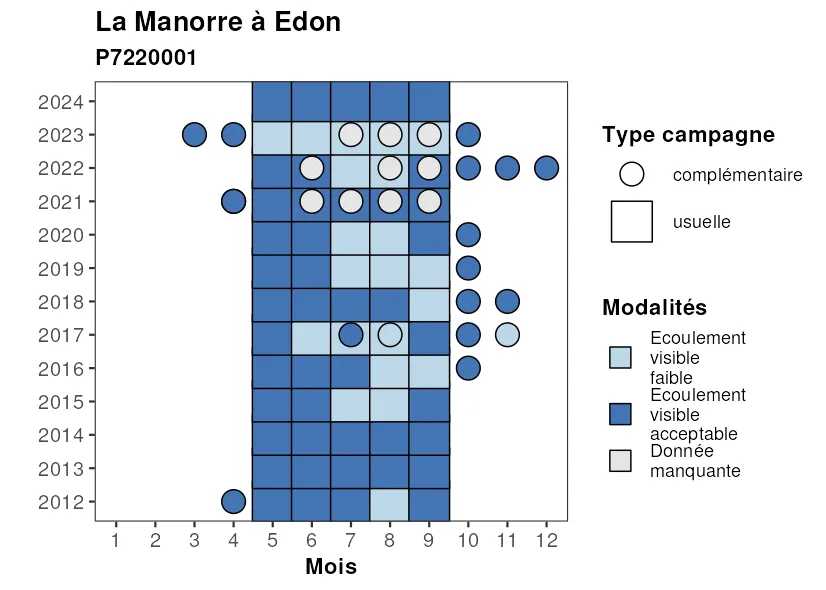 La Manorre à Edon
P7220001
2024
2023
2022
2021
2020
2019
2018
2017
2016
2015
2014
2013
2012
1 2 3 4 5 6 7 8 9 10 11 12
Mois
Type campagne
complémentaire
usuelle
Modalités
Ecoulement
visible
faible
Ecoulement
visible
acceptable
Donnée
manquante